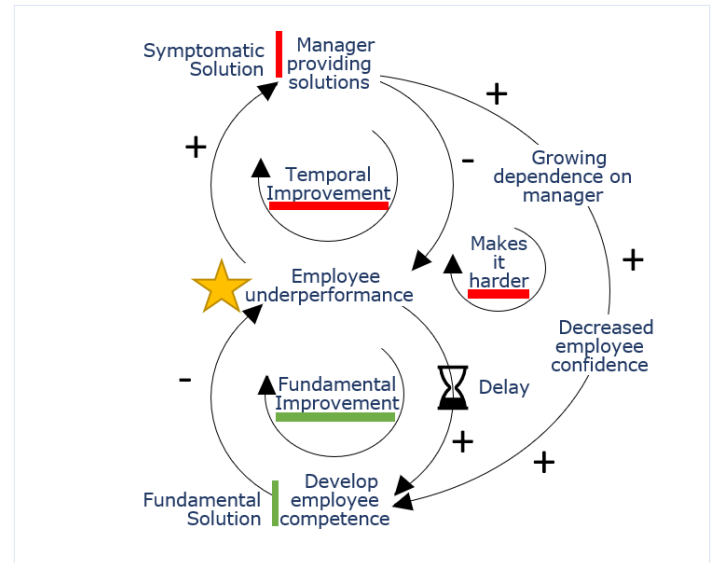 Symptomatic
Solution
Manager
providing
solutions
+
+
-
Temporal
Improvement
Growing
dependence on
manager
Makes
it
harder
+
Employee
underperformance
Decreased
employee
confidence
-
Fundamental
Improvement
Delay
+
+
Fundamental
Solution
Develop
employee
competence